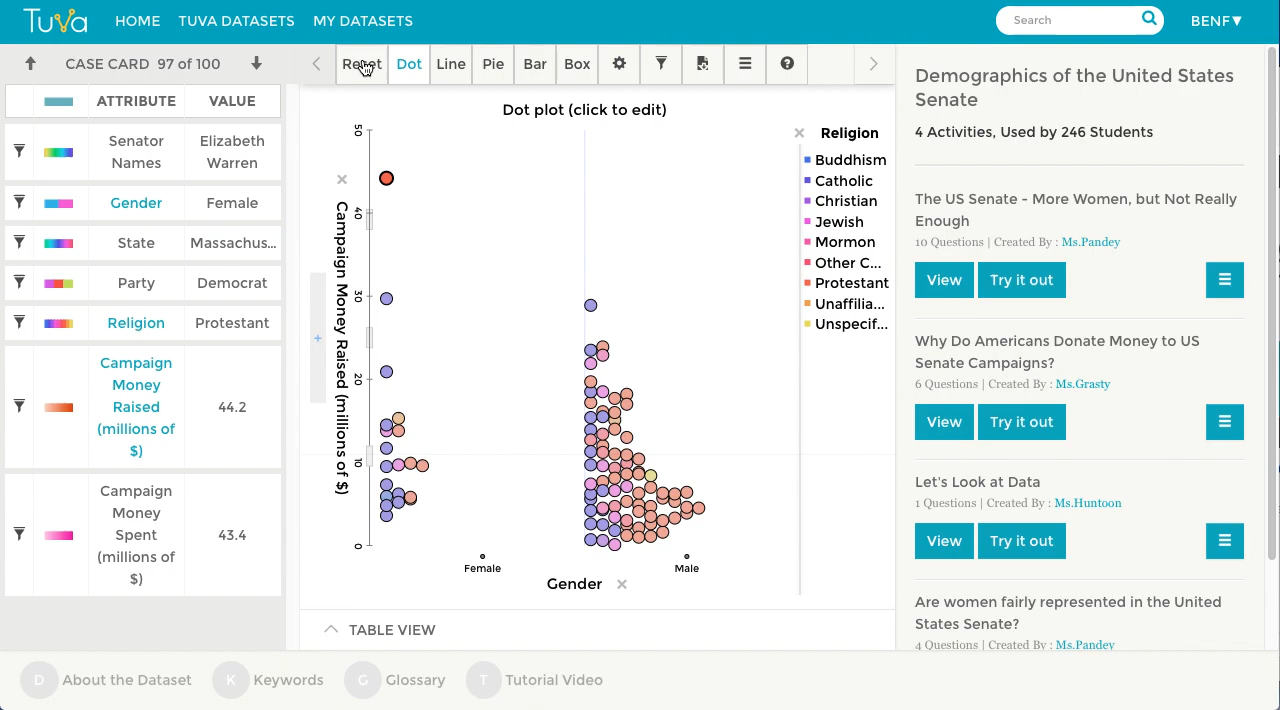 Tuva HOME TUVA DATASETS MY DATASETS Search BENF▼
CASE CARD 97 of 100
ATTRIBUTE VALUE
Senator Names Elizabeth Warren
Gender Female
State Massachus...
Party Democrat
Religion Protestant
Campaign Money Raised (millions of $) 44.2
Campaign Money Spent (millions of $) 43.4
Reset Dot Line Pie Bar Box
Dot plot (click to edit)
Campaign Money Raised (millions of $)
50
40
30
20
10
0
Female Male
Gender
Religion
Buddhism
Catholic
Christian
Jewish
Mormon
Other C...
Protestant
Unaffilia...
Unspecif...
TABLE VIEW
Demographics of the United States
Senate
4 Activities, Used by 246 Students
The US Senate - More Women, but Not Really
Enough
10 Questions | Created By : Ms.Pandey
View Try it out
Why Do Americans Donate Money to US
Senate Campaigns?
6 Questions | Created By : Ms.Grasty
View Try it out
Let's Look at Data
1 Questions | Created By : Ms.Huntoon
View Try it out
Are women fairly represented in the United
States Senate?
4 Questions | Created By : Ms.Pandey
D About the Dataset K Keywords G Glossary T Tutorial Video